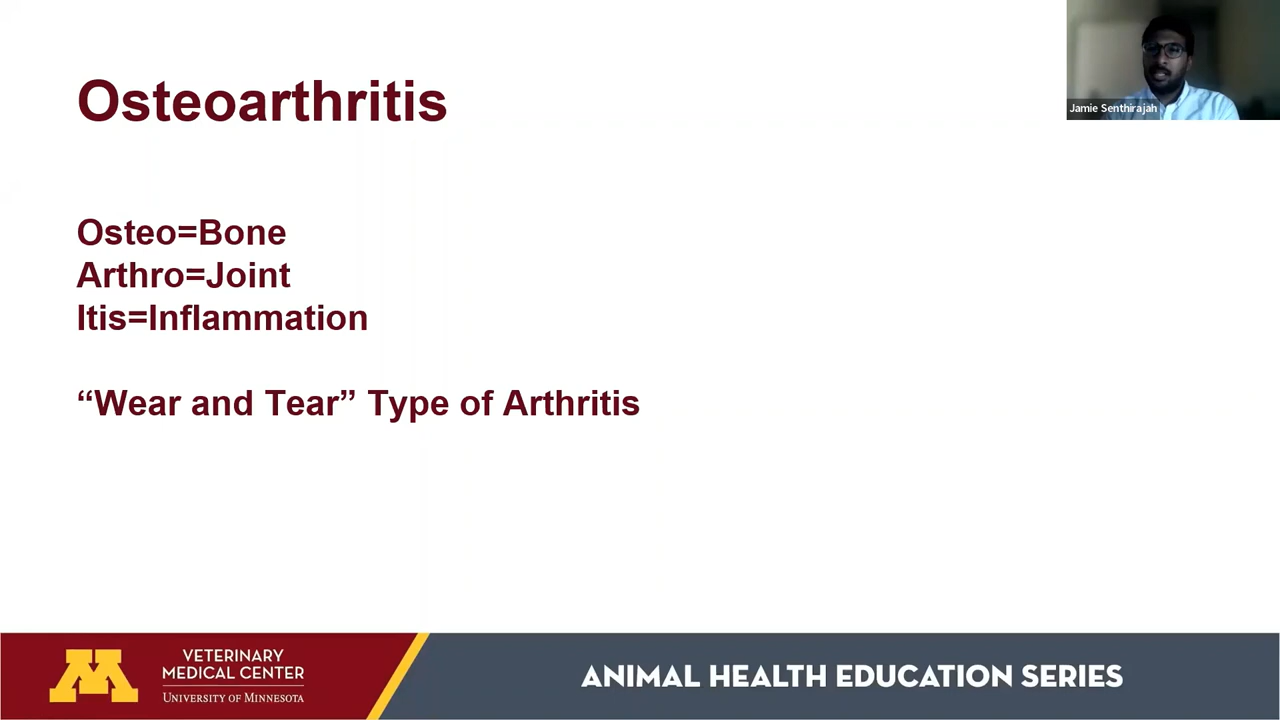 Osteoarthritis
Jamie Senthirajah
Osteo=Bone
Arthro=Joint
Itis=Inflammation
“Wear and Tear” Type of Arthritis
M
VETERINARY
MEDICAL CENTER
UNIVERSITY OF MINNESOTA
ANIMAL HEALTH EDUCATION SERIES